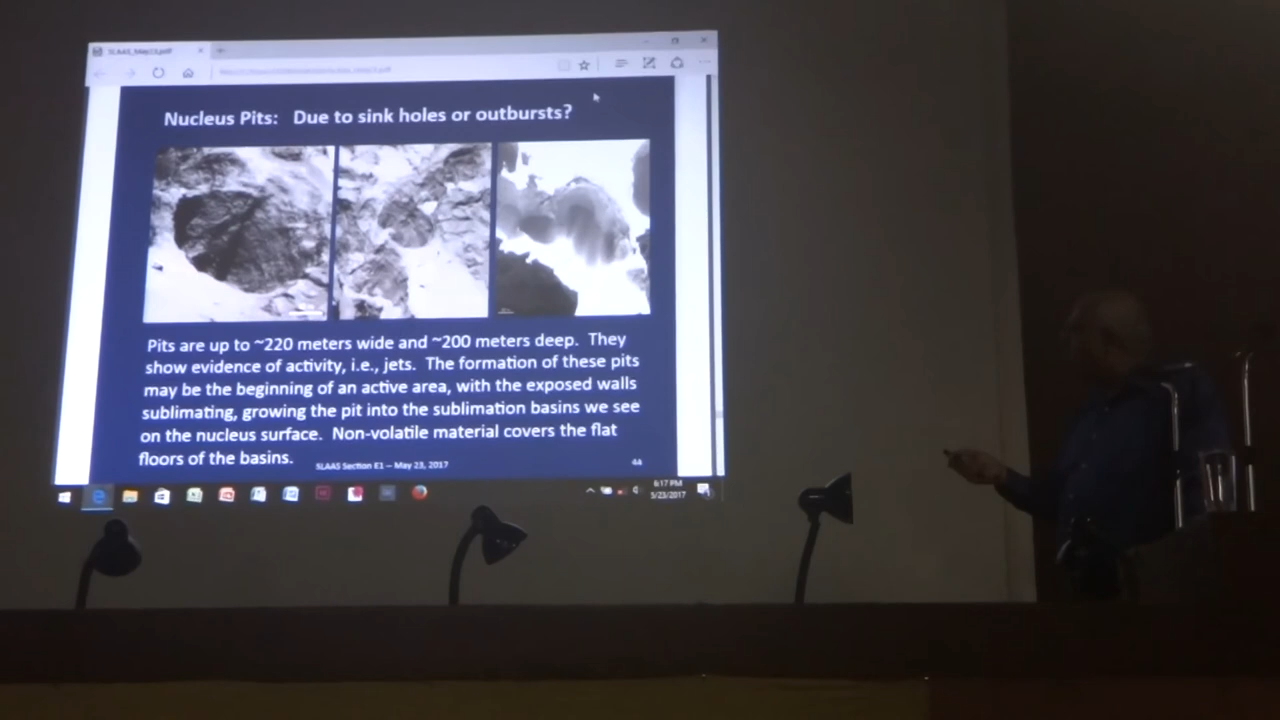 SLAAS_May23.pdf
Nucleus Pits: Due to sink holes or outbursts?
Pits are up to ~220 meters wide and ~200 meters deep. They
show evidence of activity, i.e., jets. The formation of these pits
may be the beginning of an active area, with the exposed walls
sublimating, growing the pit into the sublimation basins we see
on the nucleus surface. Non-volatile material covers the flat
floors of the basins.
SLAAS Section E1 – May 23, 2017
44
6:17 PM
5/23/2017